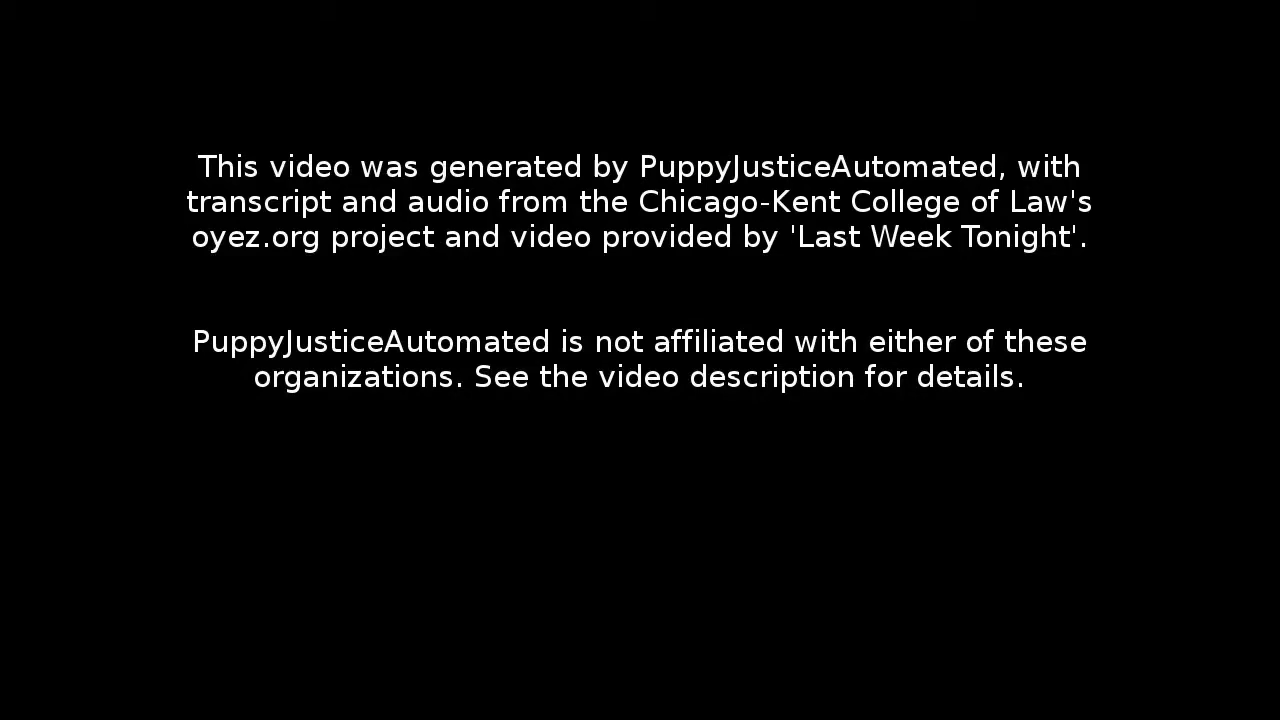 This video was generated by PuppyJusticeAutomated, with
transcript and audio from the Chicago-Kent College of Law's
oyez.org project and video provided by 'Last Week Tonight'.
PuppyJusticeAutomated is not affiliated with either of these
organizations. See the video description for details.